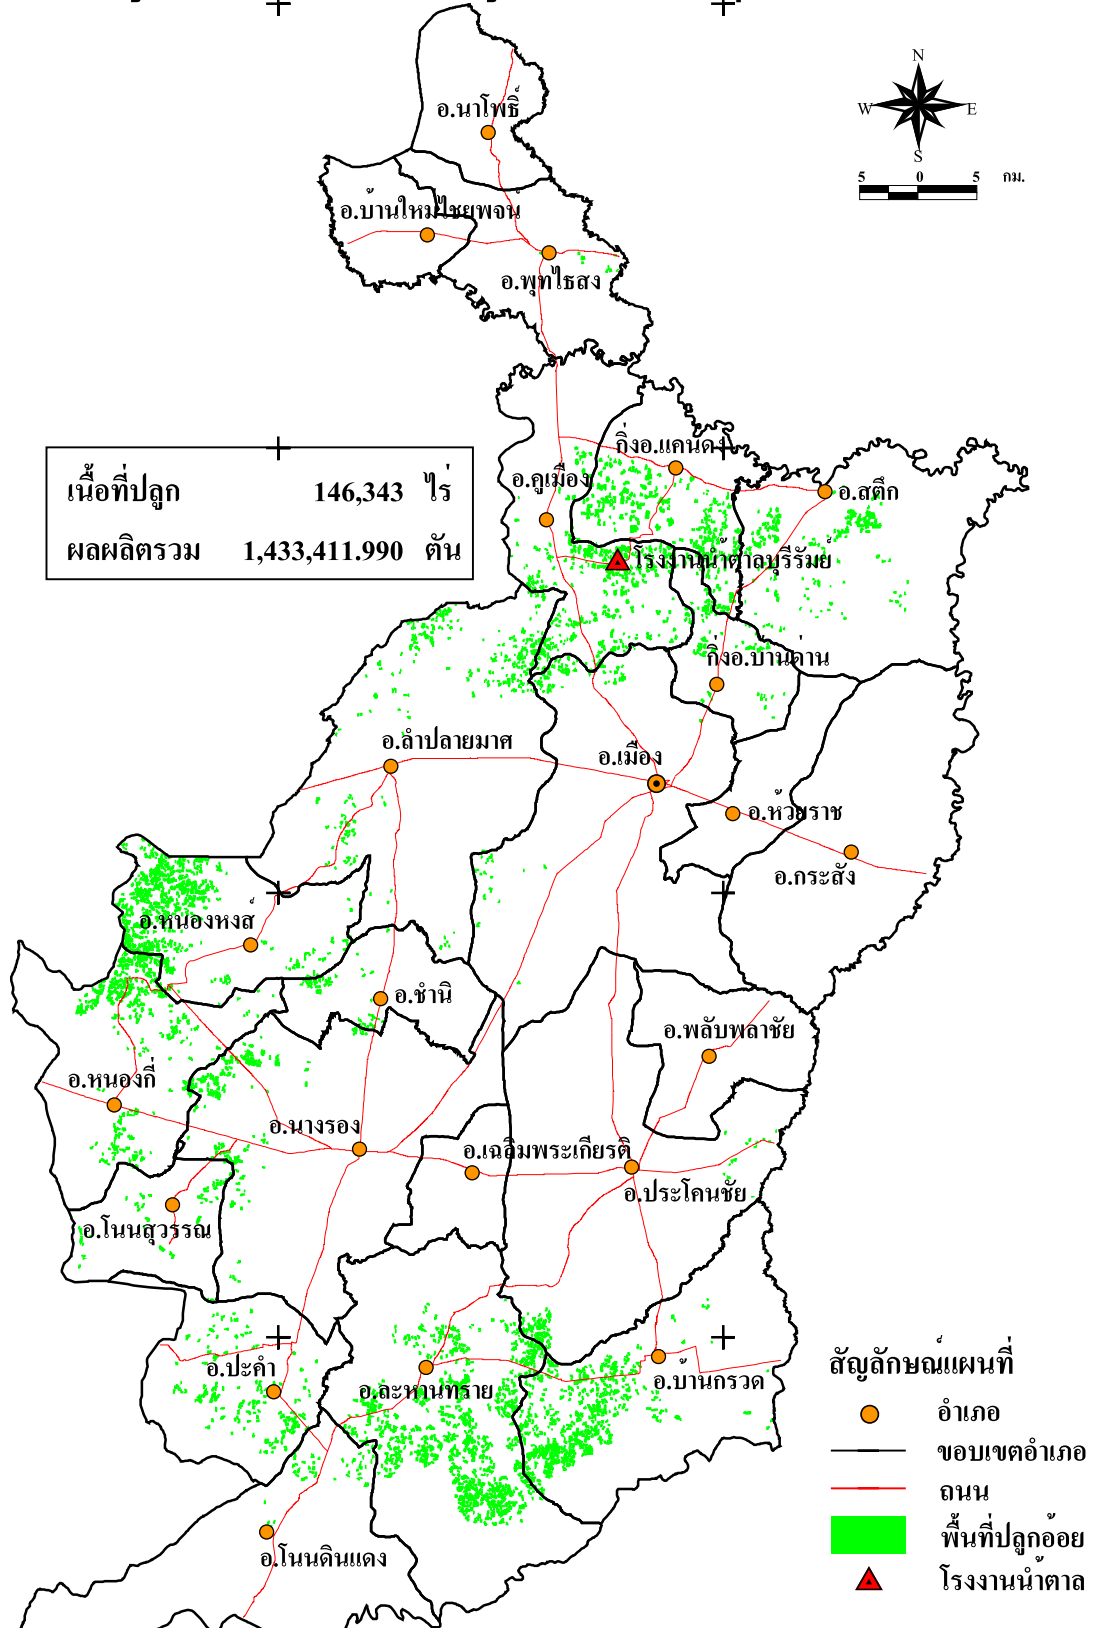 N
W E
S
5 0 5 กม.
อ.นาโพธิ์
อ.บ้านใหม่ไชยพจน์
อ.พุทไธสง
กิ่งอ.แคนดง
อ.คูเมือง
อ.สตึก
เนื้อที่ปลูก 146,343 ไร่
ผลผลิตรวม 1,433,411.990 ตัน
โรงงานน้ำตาลบุรีรัมย์
กิ่งอ.บ้านด่าน
อ.ลำปลายมาศ
อ.เมือง
อ.ห้วยราช
อ.กระสัง
อ.หนองหงส์
อ.ชำนิ
อ.พลับพลาชัย
อ.หนองกี่
อ.นางรอง
อ.เฉลิมพระเกียรติ
อ.ประโคนชัย
อ.โนนสุวรรณ
อ.ปะคำ
อ.ละหานทราย
อ.บ้านกรวด
อ.โนนดินแดง
สัญลักษณ์แผนที่
อำเภอ
ขอบเขตอำเภอ
ถนน
พื้นที่ปลูกอ้อย
โรงงานน้ำตาล